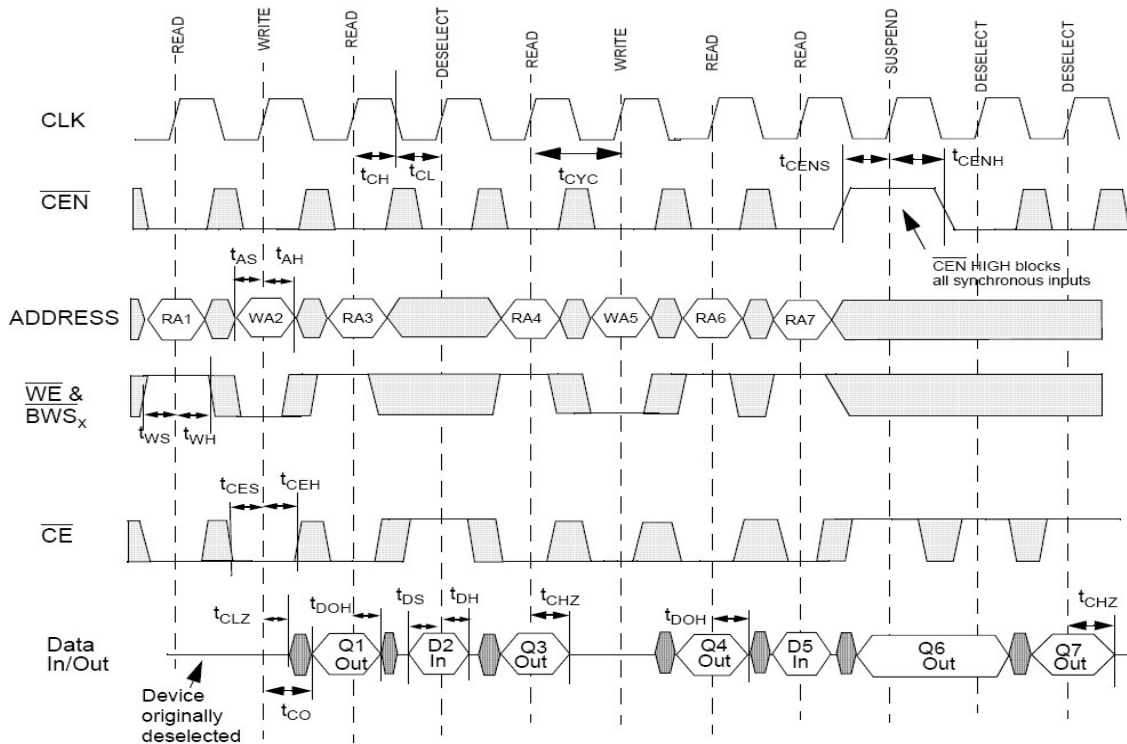 READ
WRITE
READ
DESELECT
READ
WRITE
READ
READ
SUSPEND
DESELECT
DESELECT
CLK
tCH
tCL
tCYC
tCENS
tCENH
CEN
CEN HIGH blocks
all synchronous inputs
tAS
tAH
ADDRESS
RA1
WA2
RA3
RA4
WA5
RA6
RA7
WE &
BWSx
tWS
tWH
tCES
tCEH
CE
tCLZ
tDOH
tDS
tDH
tCHZ
tDOH
tCHZ
Data
In/Out
Q1
Out
D2
In
Q3
Out
Q4
Out
D5
In
Q6
Out
Q7
Out
Device
originally
deselected
tCO